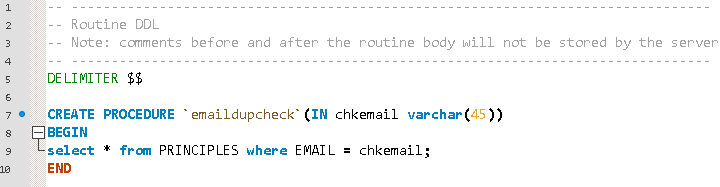 1
2 -- --------------------------------------------------------------------------------
3 -- Routine DDL
3 -- Note: comments before and after the routine body will not be stored by the server
4 -- --------------------------------------------------------------------------------
5 DELIMITER $$
6
7 CREATE PROCEDURE `emaildupcheck`(IN chkemail varchar(45))
8 BEGIN
9 select * from PRINCIPLES where EMAIL = chkemail;
10 END